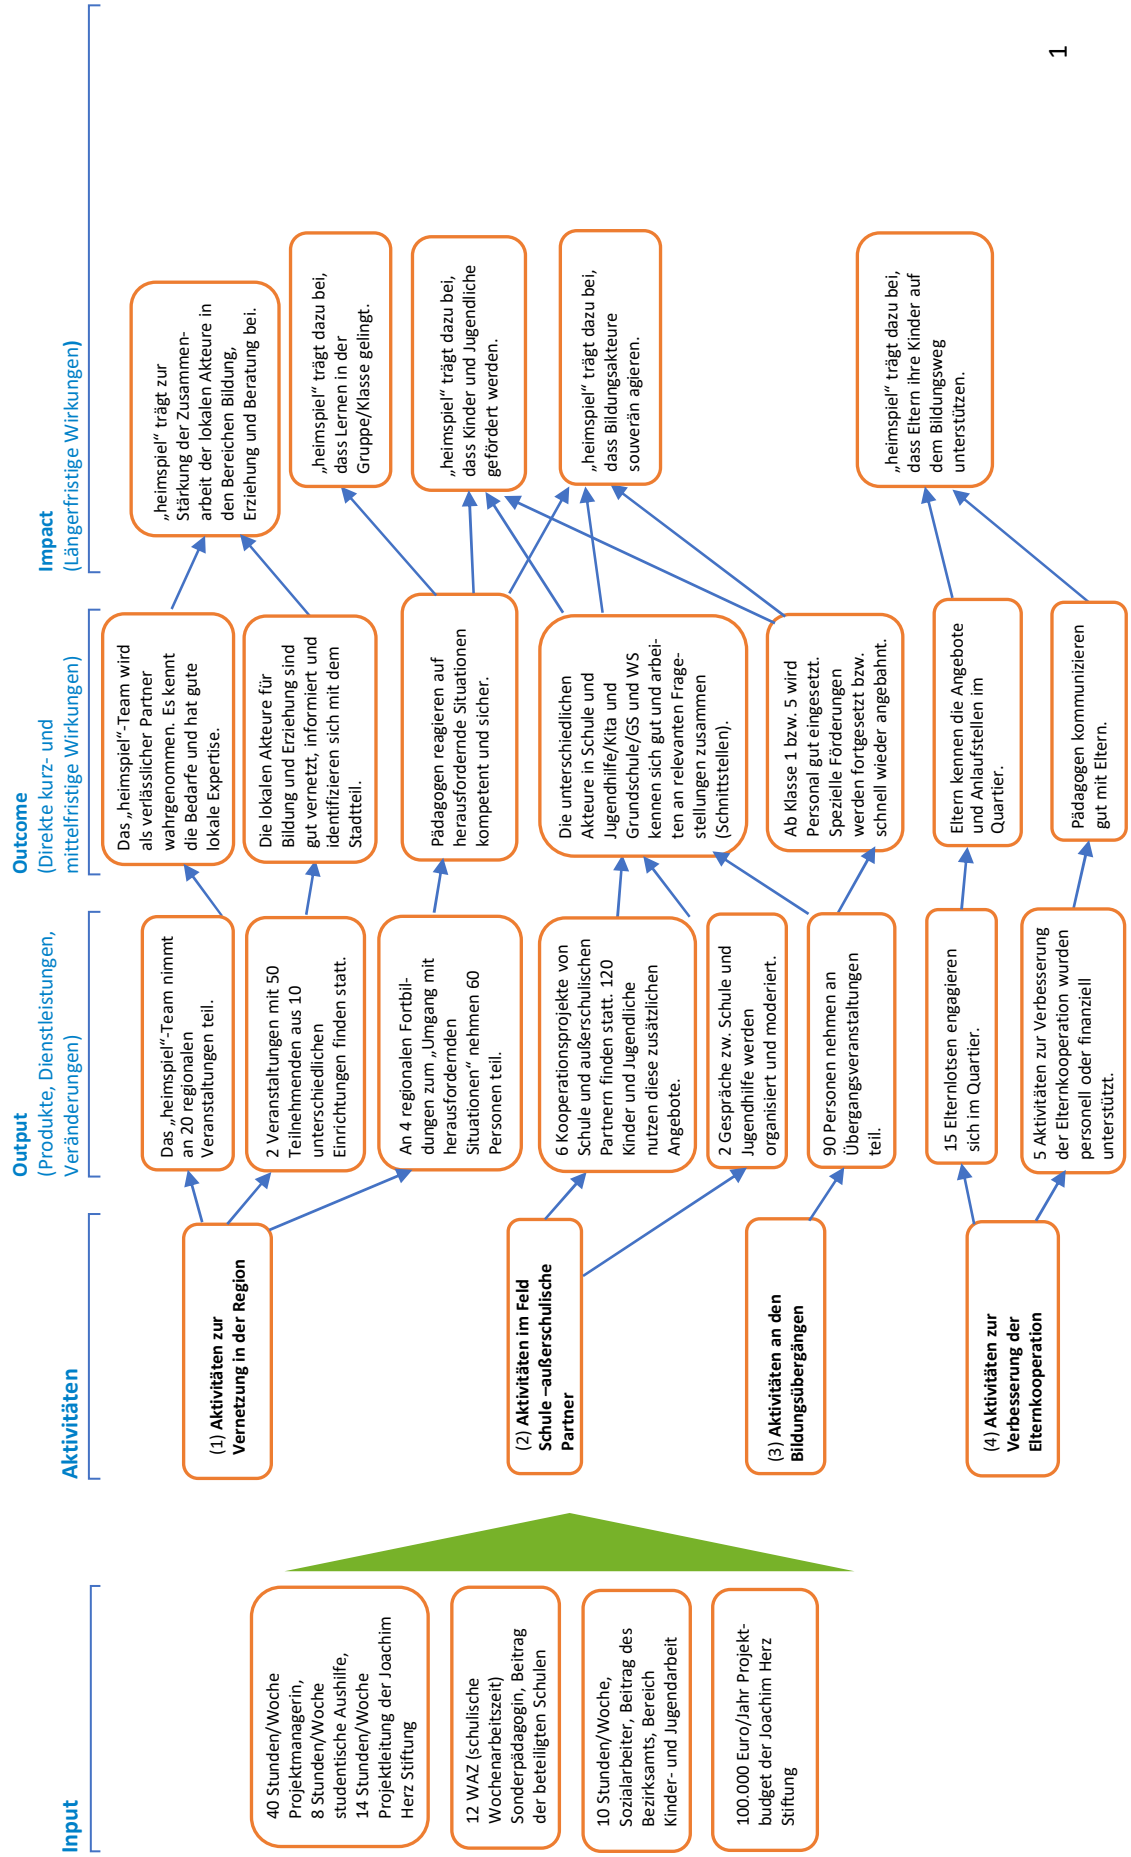 Input
40 Stunden/Woche
Projektmanagerin,
8 Stunden/Woche
studentische Aushilfe,
14 Stunden/Woche
Projektleitung der Joachim
Herz Stiftung
12 WAZ (schulische
Wochenarbeitszeit)
Sonderpädagogin, Beitrag
der beteiligten Schulen
10 Stunden/Woche,
Sozialarbeiter, Beitrag des
Bezirksamts, Bereich
Kinder- und Jugendarbeit
100.000 Euro/Jahr Projekt-
budget der Joachim Herz
Stiftung
Aktivitäten
(1) Aktivitäten zur
Vernetzung in der Region
(2) Aktivitäten im Feld
Schule –außerschulische
Partner
(3) Aktivitäten an den
Bildungsübergängen
(4) Aktivitäten zur
Verbesserung der
Elternkooperation
Output
(Produkte, Dienstleistungen,
Veränderungen)
Das „heimspiel“-Team nimmt
an 20 regionalen
Veranstaltungen teil.
2 Veranstaltungen mit 50
Teilnehmenden aus 10
unterschiedlichen
Einrichtungen finden statt.
An 4 regionalen Fortbil-
dungen zum „Umgang mit
herausfordernden
Situationen“ nehmen 60
Personen teil.
6 Kooperationsprojekte von
Schule und außerschulischen
Partnern finden statt. 120
Kinder und Jugendliche
nutzen diese zusätzlichen
Angebote.
2 Gespräche zw. Schule und
Jugendhilfe werden
organisiert und moderiert.
90 Personen nehmen an
Übergangsveranstaltungen
teil.
15 Elternlotsen engagieren
sich im Quartier.
5 Aktivitäten zur Verbesserung
der Elternkooperation wurden
personell oder finanziell
unterstützt.
Outcome
(Direkte kurz- und
mittelfristige Wirkungen)
Das „heimspiel“-Team wird
als verlässlicher Partner
wahrgenommen. Es kennt
die Bedarfe und hat gute
lokale Expertise.
Die lokalen Akteure für
Bildung und Erziehung sind
gut vernetzt, informiert und
identifizieren sich mit dem
Stadtteil.
Pädagogen reagieren auf
herausfordernde Situationen
kompetent und sicher.
Die unterschiedlichen
Akteure in Schule und
Jugendhilfe/Kita und
Grundschule/GS und WS
kennen sich gut und arbei-
ten an relevanten Frage-
stellungen zusammen
(Schnittstellen).
Ab Klasse 1 bzw. 5 wird
Personal gut eingesetzt.
Spezielle Förderungen
werden fortgesetzt bzw.
schnell wieder angebahnt.
Eltern kennen die Angebote
und Anlaufstellen im
Quartier.
Pädagogen kommunizieren
gut mit Eltern.
Impact
(Längerfristige Wirkungen)
„heimspiel“ trägt zur
Stärkung der Zusammen-
arbeit der lokalen Akteure in
den Bereichen Bildung,
Erziehung und Beratung bei.
„heimspiel“ trägt dazu bei,
dass Lernen in der
Gruppe/Klasse gelingt.
„heimspiel“ trägt dazu bei,
dass Kinder und Jugendliche
gefördert werden.
„heimspiel“ trägt dazu bei,
dass Bildungsakteure
souverän agieren.
„heimspiel“ trägt dazu bei,
dass Eltern ihre Kinder auf
dem Bildungsweg
unterstützen.
1